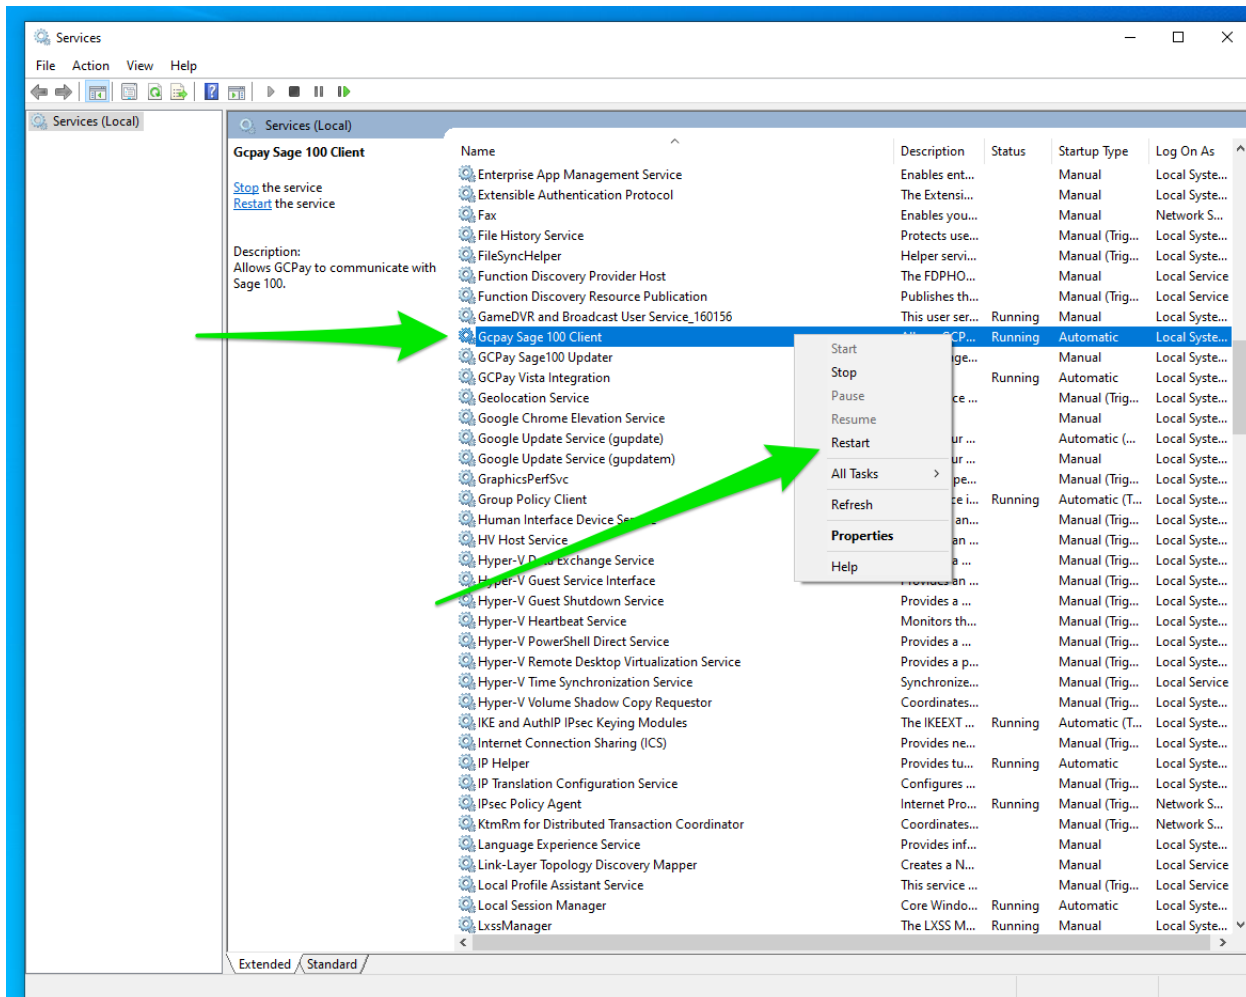 Services
File Action View Help
Services (Local)
Services (Local)
Gcpay Sage 100 Client
Stop the service
Restart the service
Description:
Allows GCPay to communicate with
Sage 100.
Name Description Status Startup Type Log On As
Enterprise App Management Service Enables ent... Manual Local Syste...
Extensible Authentication Protocol The Extensi... Manual Local Syste...
Fax Enables you... Manual Network S...
File History Service Protects use... Manual (Trig... Local Syste...
FileSyncHelper Helper servi... Manual (Trig... Local Syste...
Function Discovery Provider Host The FDPHO... Manual Local Service
Function Discovery Resource Publication Publishes th... Manual (Trig... Local Service
GameDVR and Broadcast User Service_160156 This user ser... Running Manual Local Syste...
Gcpay Sage 100 Client Running Automatic Local Syste...
GCPay Sage100 Updater Manual Local Syste...
GCPay Vista Integration Running Automatic Local Syste...
Geolocation Service Manual (Trig... Local Syste...
Google Chrome Elevation Service Manual Local Syste...
Google Update Service (gupdate) Automatic (... Local Syste...
Google Update Service (gupdatem) Manual Local Syste...
GraphicsPerfSvc Manual (Trig... Local Syste...
Group Policy Client Running Automatic (T... Local Syste...
Human Interface Device Manual (Trig... Local Syste...
HV Host Service Manual (Trig... Local Syste...
Hyper-V Exchange Service Manual (Trig... Local Syste...
Hyper-V Guest Service Interface Manual (Trig... Local Syste...
Hyper-V Guest Shutdown Service Provides a ... Manual (Trig... Local Syste...
Hyper-V Heartbeat Service Monitors th... Manual (Trig... Local Syste...
Hyper-V PowerShell Direct Service Provides a ... Manual (Trig... Local Syste...
Hyper-V Remote Desktop Virtualization Service Provides a p... Manual (Trig... Local Syste...
Hyper-V Time Synchronization Service Synchronize... Manual (Trig... Local Service
Hyper-V Volume Shadow Copy Requestor Coordinates... Manual (Trig... Local Syste...
IKE and AuthIP IPsec Keying Modules The IKEEXT ... Running Automatic (T... Local Syste...
Internet Connection Sharing (ICS) Provides ne... Manual (Trig... Local Syste...
IP Helper Provides tu... Running Automatic Local Syste...
IP Translation Configuration Service Configures ... Manual (Trig... Local Syste...
IPsec Policy Agent Internet Pro... Running Manual (Trig... Network S...
KtmRm for Distributed Transaction Coordinator Coordinates... Manual (Trig... Network S...
Language Experience Service Provides inf... Manual Local Syste...
Link-Layer Topology Discovery Mapper Creates a N... Manual Local Service
Local Profile Assistant Service This service ... Manual (Trig... Local Service
Local Session Manager Core Windo... Running Automatic Local Syste...
LxssManager The LXSS M... Running Manual Local Syste...
Start
Stop
Pause
Resume
Restart
All Tasks
Refresh
Properties
Help
Extended Standard